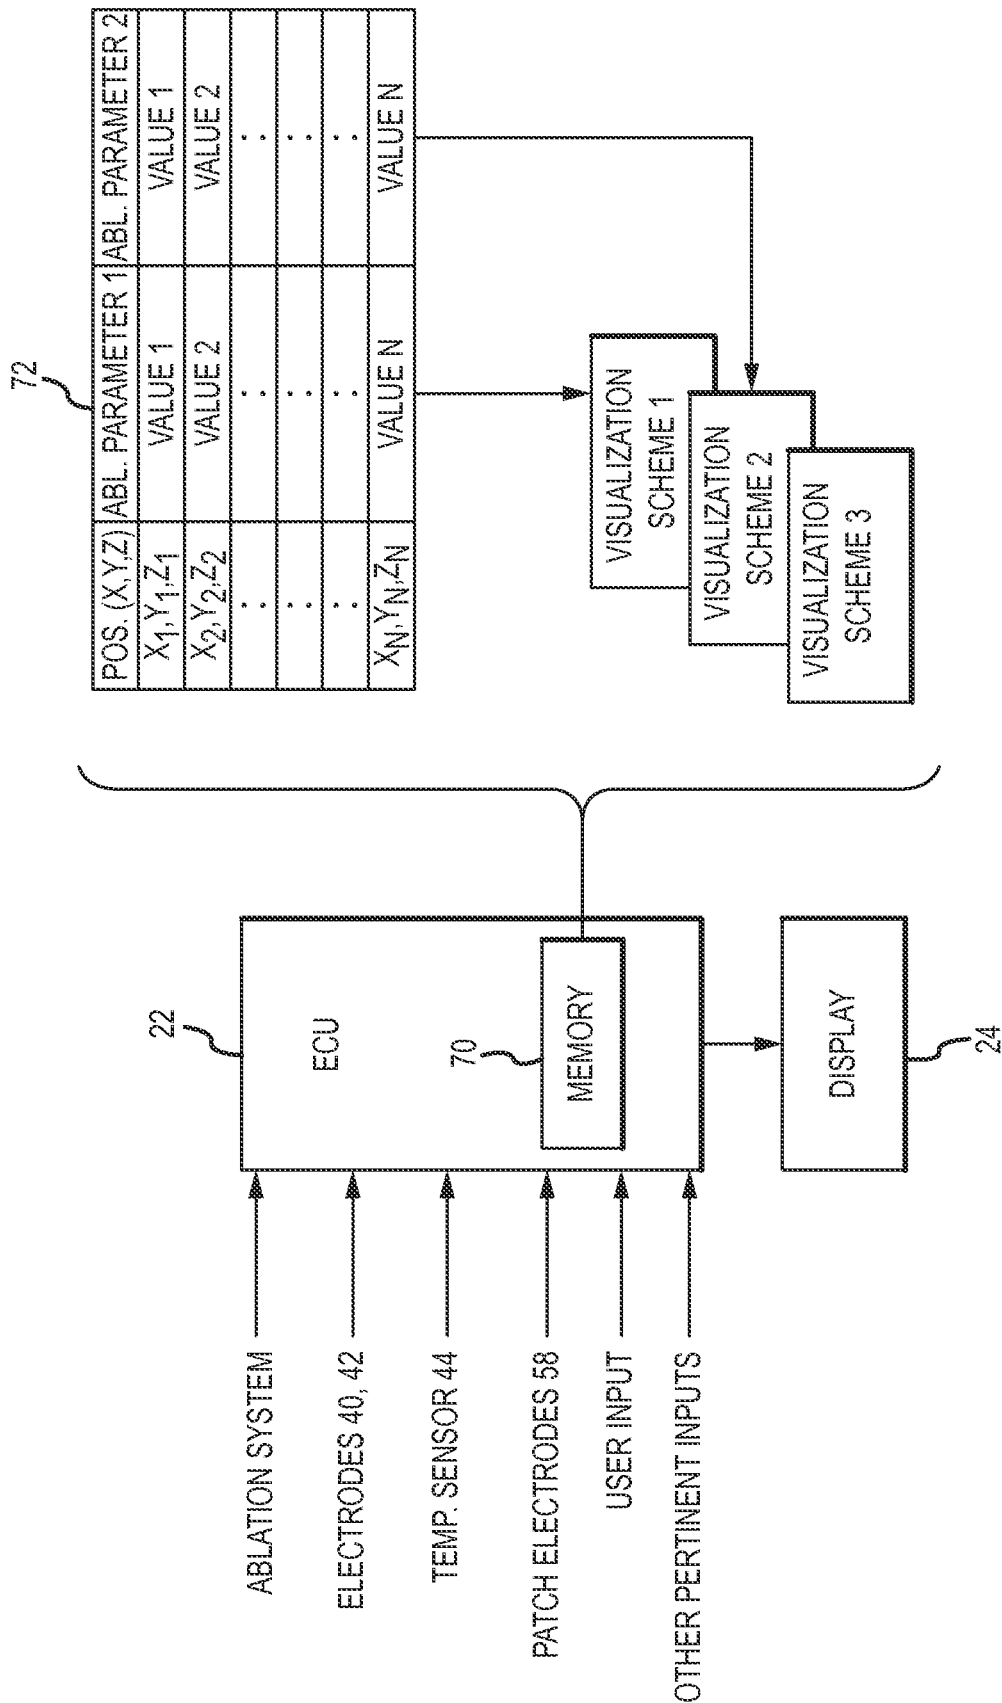 ABLATION SYSTEM
ELECTRODES 40, 42
TEMP. SENSOR 44
PATCH ELECTRODES 58
USER INPUT
OTHER PERTINENT INPUTS
22
ECU
70
MEMORY
DISPLAY
24
72
POS. (X,Y,Z) ABL. PARAMETER 1 ABL. PARAMETER 2
X1,Y1,Z1 VALUE 1 VALUE 1
X2,Y2,Z2 VALUE 2 VALUE 2
. . . . . .
. . . . . .
. . . . . .
XN,YN,ZN VALUE N VALUE N
VISUALIZATION
SCHEME 1
VISUALIZATION
SCHEME 2
VISUALIZATION
SCHEME 3